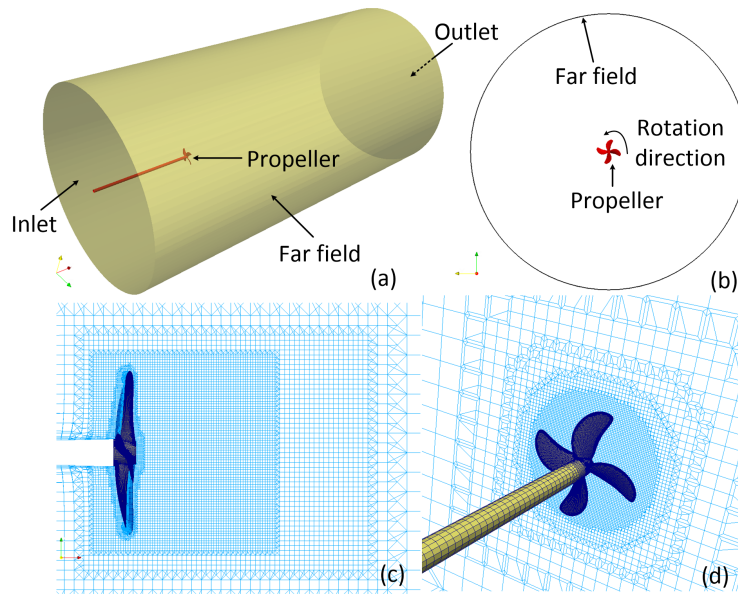 Outlet
Propeller
Inlet
Far field
(a)
Far field
Rotation
direction
Propeller
(b)
(c)
(d)